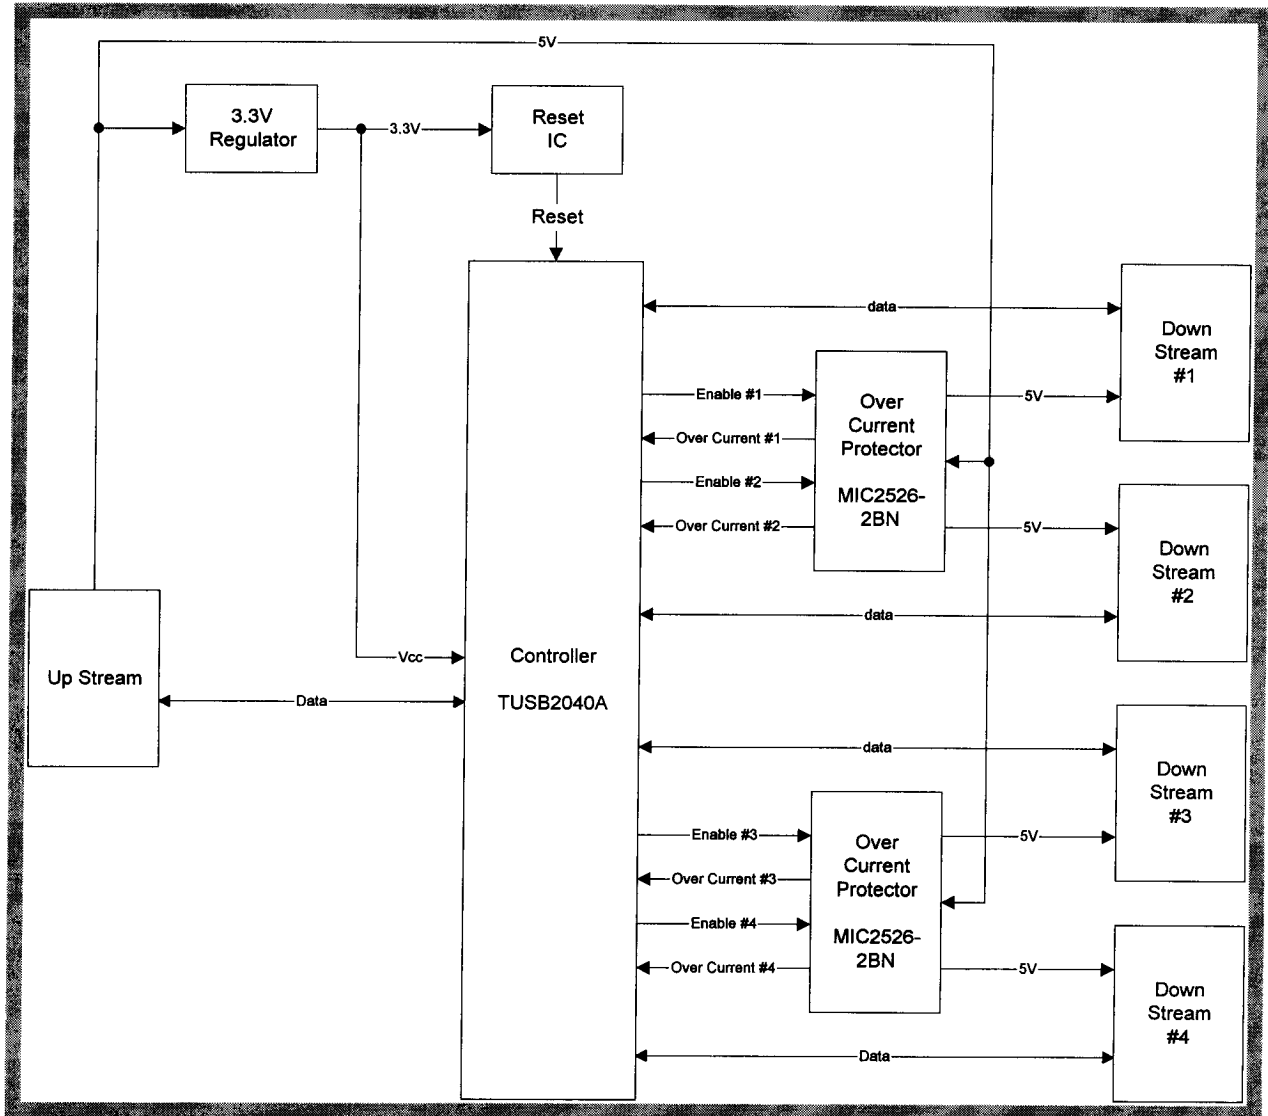 5V
3.3V
Regulator
3.3V
Reset
IC
Reset
data
Down
Stream
#1
Enable #1
Over
Current
Protector
5V
Over Current #1
Enable #2
MIC2526-
2BN
Over Current #2
5V
Down
Stream
#2
data
Up Stream
Vcc
Controller
Data
TUSB2040A
data
Down
Stream
#3
Enable #3
Over
Current
Protector
5V
Over Current #3
Enable #4
MIC2526-
2BN
Over Current #4
5V
Down
Stream
#4
Data